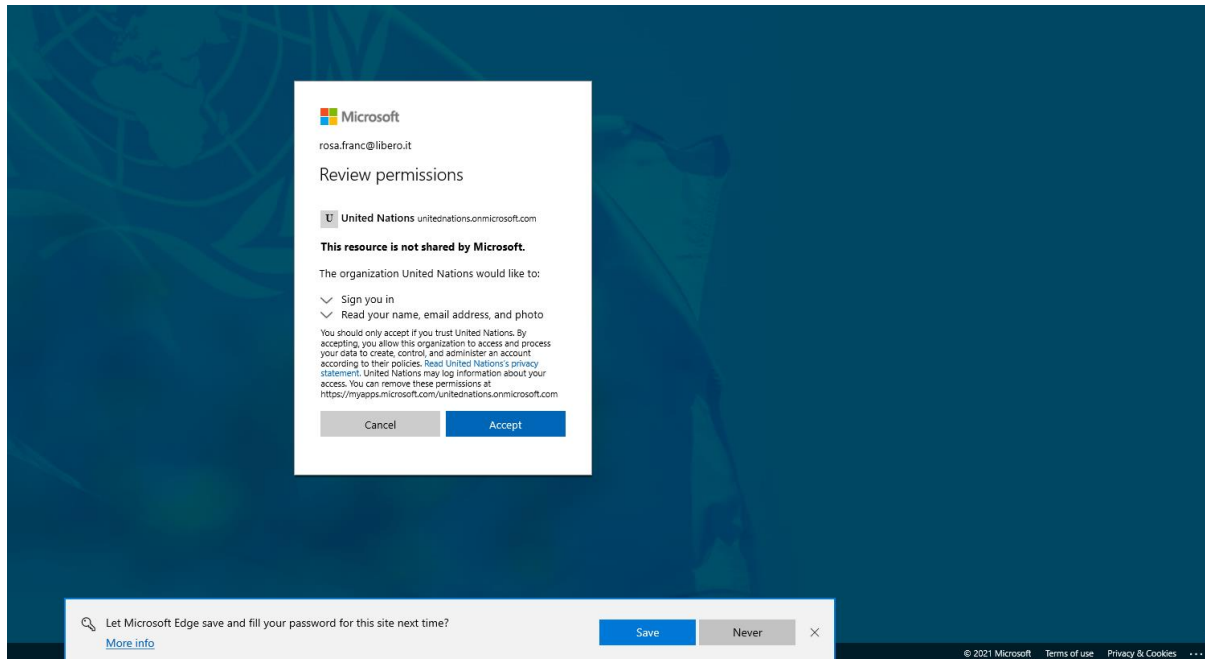 Microsoft
rosa.franc@libero.it
Review permissions
U United Nations unitednations.onmicrosoft.com
This resource is not shared by Microsoft.
The organization United Nations would like to:
Sign you in
Read your name, email address, and photo
You should only accept if you trust United Nations. By
accepting, you allow this organization to access and process
your data to create, control, and administer an account
according to their policies. Read United Nations's privacy
statement. United Nations may log information about your
access. You can remove these permissions at
https://myapps.microsoft.com/unitednations.onmicrosoft.com
Cancel Accept
Let Microsoft Edge save and fill your password for this site next time?
More info
Save Never
© 2021 Microsoft Terms of use Privacy & Cookies ...